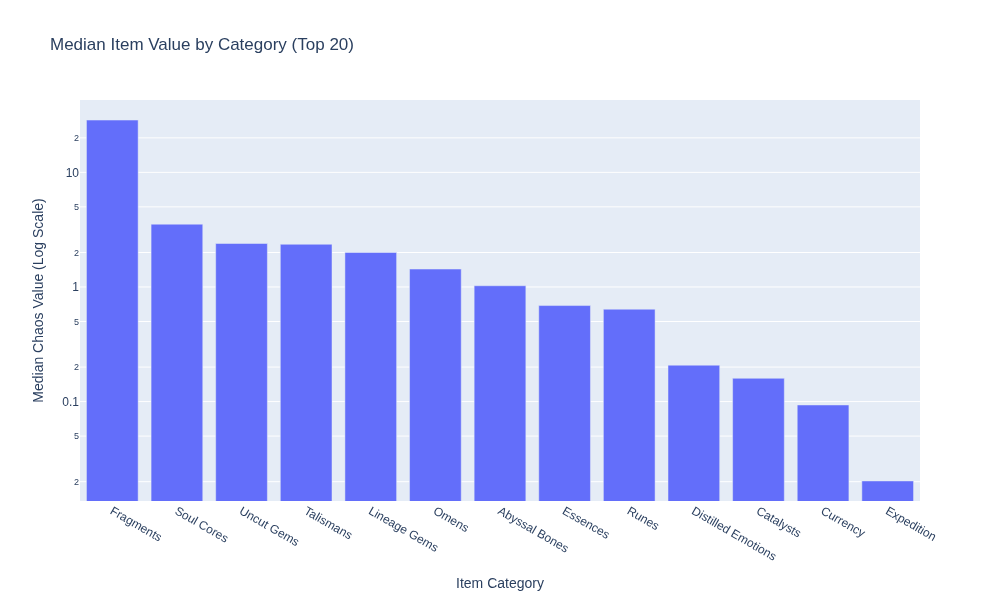 Median Item Value by Category (Top 20)
Median Chaos Value (Log Scale)
2
10
5
2
1
5
2
0.1
5
2
Fragments
Soul Cores
Uncut Gems
Talismans
Lineage Gems
Omens
Abyssal Bones
Essences
Runes
Distilled Emotions
Catalysts
Currency
Expedition
Item Category